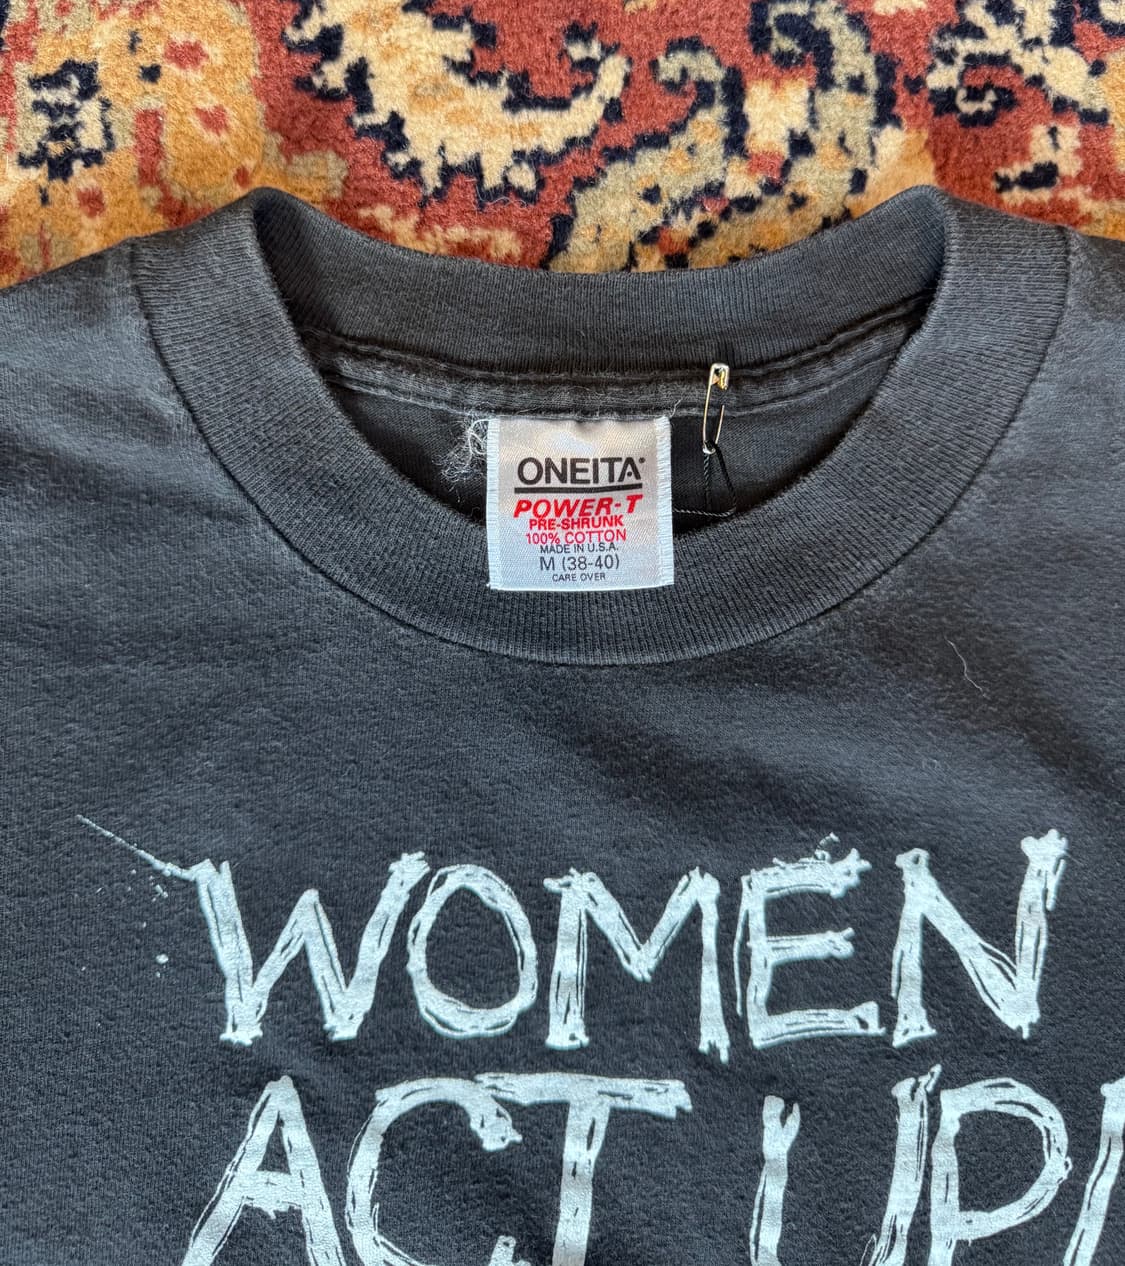 ONEITA
POWER-T
PRE-SHRUNK
100% COTTON
MADE IN U.S.A.
M (38-40)
CARE OVER
WOMEN
ACT UP!